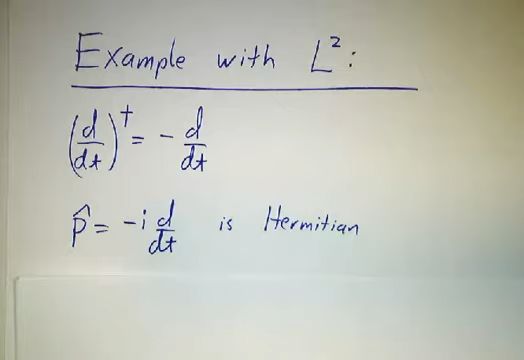 Example with L²:
(d/dt)† = - d/dt
p̂ = -i d/dt is Hermitian